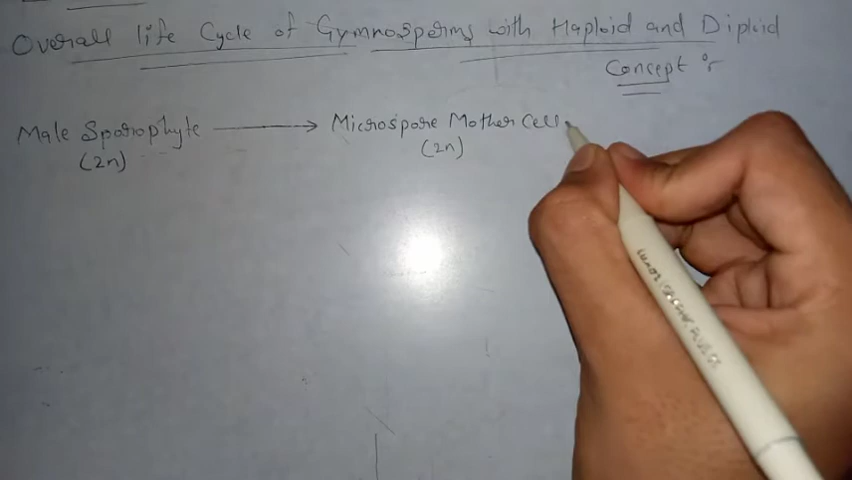 Overall life Cycle of Gymnosperms with Haploid and Diploid
Concept :-
Male Sporophyte → Microspore Mother Cell
(2n) (2n)